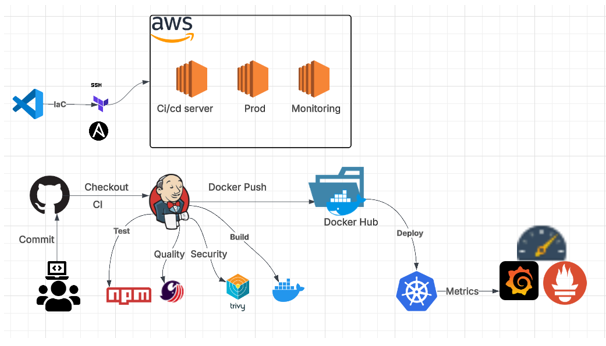 aws
SSH
IaC
Ci/cd server
Prod
Monitoring
Checkout
CI
Docker Push
Docker Hub
Commit
Test
Quality
Security
Build
Deploy
npm
trivy
Metrics